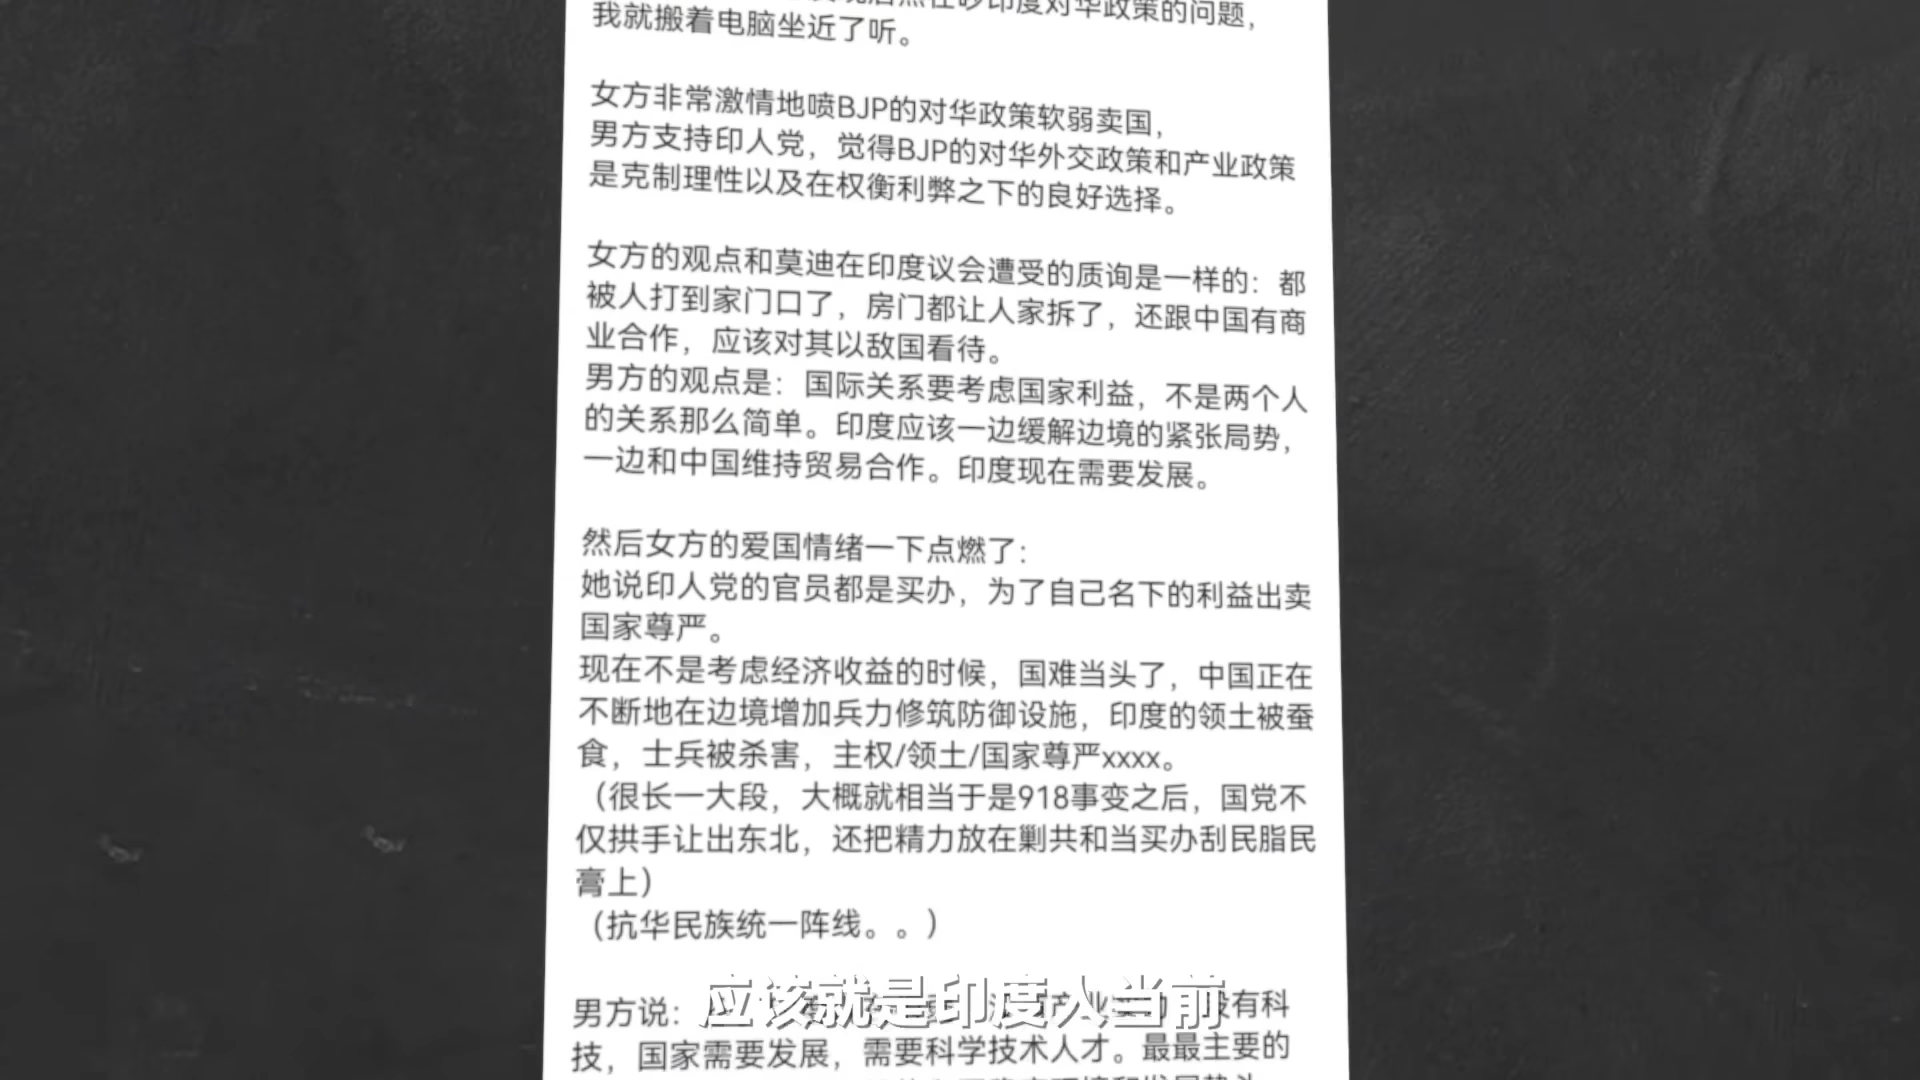 印度对华政策的问题，
我就搬着电脑坐近了听。
女方非常激情地喷BJP的对华政策软弱卖国，
男方支持印人党，觉得BJP的对华外交政策和产业政策
是克制理性以及在权衡利弊之下的良好选择。
女方的观点和莫迪在印度议会遭受的质询是一样的：都
被人打到家门口了，房门都让人家拆了，还跟中国有商
业合作，应该对其以敌国看待。
男方的观点是：国际关系要考虑国家利益，不是两个人
的关系那么简单。印度应该一边缓解边境的紧张局势，
一边和中国维持贸易合作。印度现在需要发展。
然后女方的爱国情绪一下点燃了：
她说印人党的官员都是买办，为了自己名下的利益出卖
国家尊严。
现在不是考虑经济收益的时候，国难当头了，中国正在
不断地在边境增加兵力修筑防御设施，印度的领土被蚕
食，士兵被杀害，主权/领土/国家尊严xxxx。
（很长一大段，大概就相当于是918事变之后，国党不
仅拱手让出东北，还把精力放在剿共和当买办刮民脂民
膏上）
（抗华民族统一阵线。。）
男方说：
应该就是印度人当前
没有科
技，国家需要发展，需要科学技术人才。最最主要的